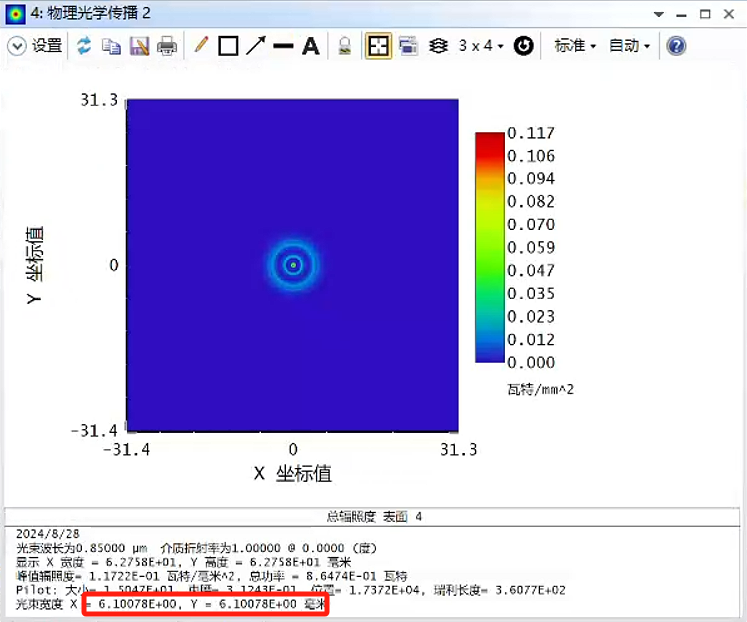 4: 物理光学传播 2
设置 A 3 x 4 标准 自动 ?
31.3
0
-31.4
Y 坐标值
-31.4 0 31.3
X 坐标值
0.117
0.106
0.094
0.082
0.070
0.059
0.047
0.035
0.023
0.012
0.000
瓦特/mm^2
总辐照度 表面 4
2024/8/28
光束波长为0.85000 μm 介质折射率为1.00000 @ 0.0000 (度)
显示 X 宽度 = 6.2758E+01, Y 高度 = 6.2758E+01 毫米
峰值辐照度= 1.1722E-01 瓦特/毫米^2, 总功率 = 8.6474E-01 瓦特
Pilot: 大小= 1.5047E+01, 束腰= 3.1243E-01, 位置= 1.7372E+04, 瑞利长度= 3.6077E+02
光束宽度 X = 6.10078E+00, Y = 6.10078E+00 毫米